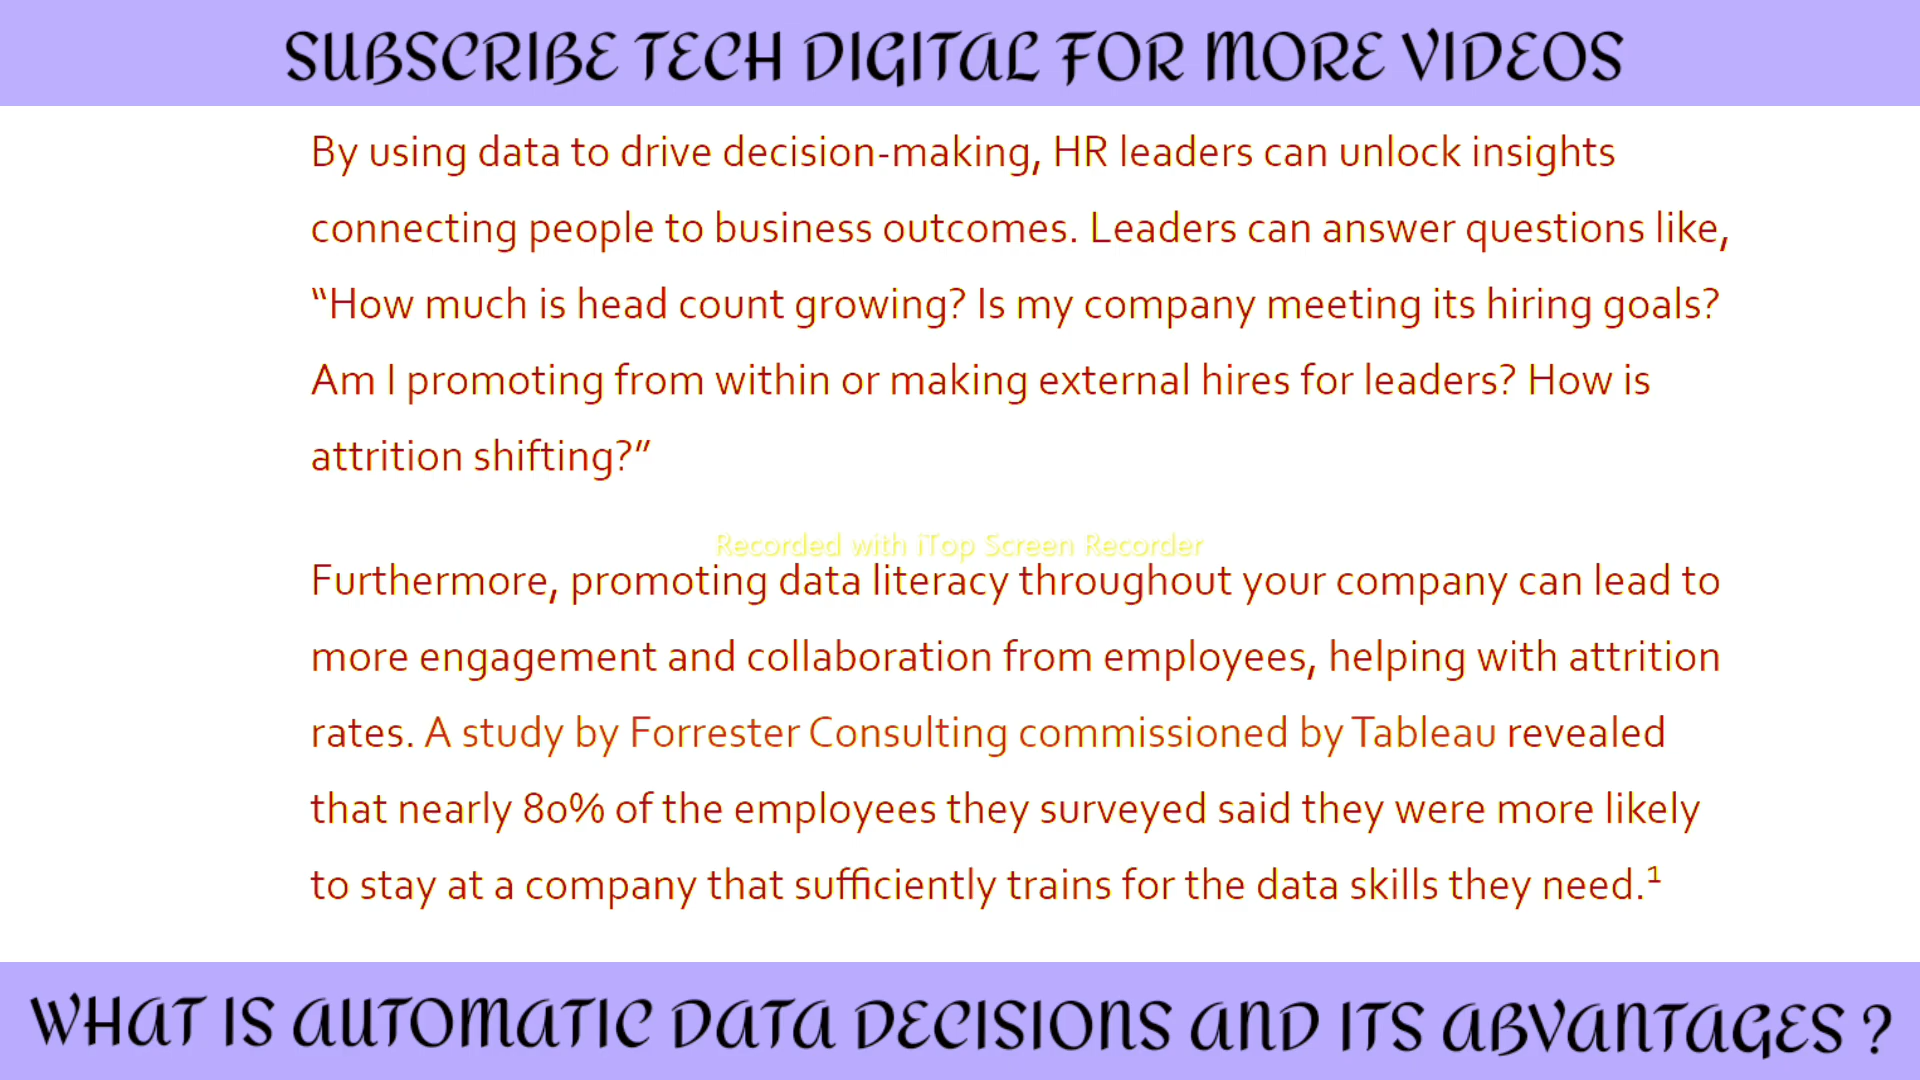 SUBSCRIBE TECH DIGITAL FOR MORE VIDEOS
By using data to drive decision-making, HR leaders can unlock insights
connecting people to business outcomes. Leaders can answer questions like,
“How much is head count growing? Is my company meeting its hiring goals?
Am I promoting from within or making external hires for leaders? How is
attrition shifting?”
Recorded with iTop Screen Recorder
Furthermore, promoting data literacy throughout your company can lead to
more engagement and collaboration from employees, helping with attrition
rates. A study by Forrester Consulting commissioned by Tableau revealed
that nearly 80% of the employees they surveyed said they were more likely
to stay at a company that sufficiently trains for the data skills they need.¹
WHAT IS AUTOMATIC DATA DECISIONS AND ITS ABVANTAGES ?